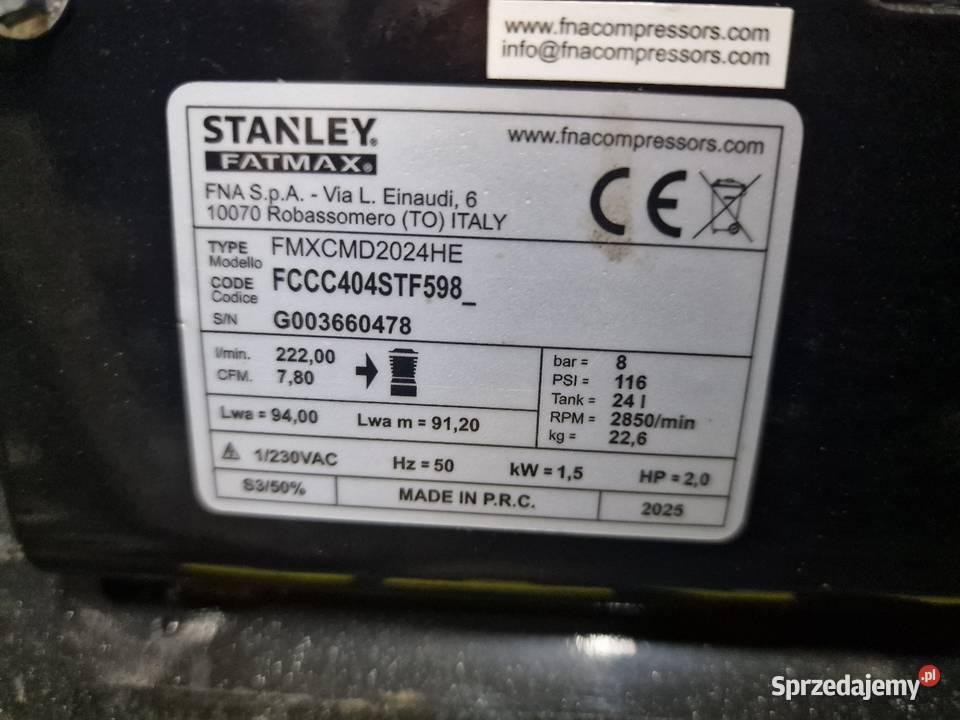 www.fnacompressors.com
info@fnacompressors.com
STANLEY®
FATMAX®
www.fnacompressors.com
FNA S.p.A. - Via L. Einaudi, 6
10070 Robassomero (TO) ITALY
CE
TYPE FMXCMD2024HE
Modello
CODE FCCC404STF598_
Codice
S/N G003660478
l/min. 222,00
CFM. 7,80
bar = 8
PSI = 116
Tank = 24 l
RPM = 2850/min
kg = 22,6
Lwa = 94,00 Lwa m = 91,20
1/230VAC Hz = 50 kW = 1,5 HP = 2,0
S3/50% MADE IN P.R.C. 2025
Sprzedajemy.pl